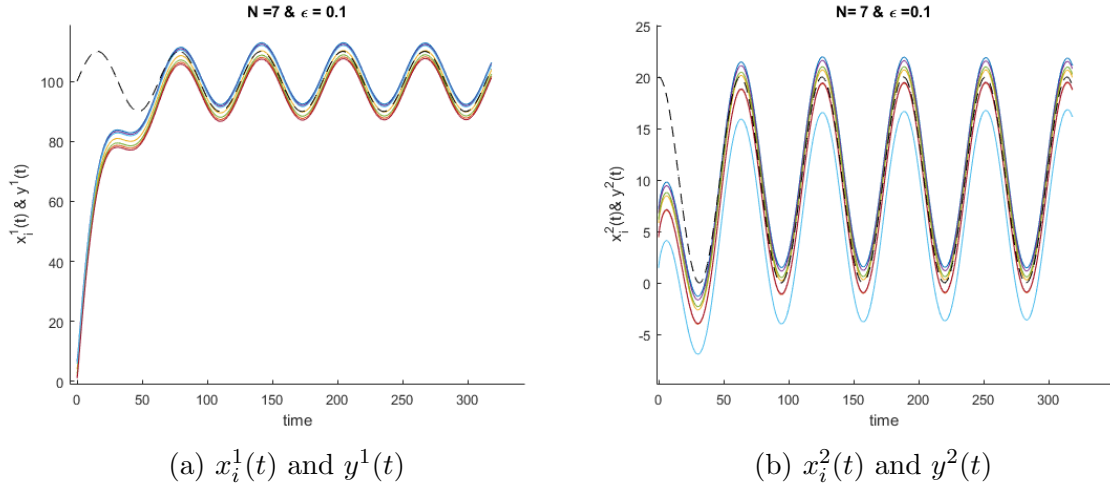 N =7 & ϵ = 0.1
x_i^1(t) & y^1(t)
100
80
60
40
20
0
0 50 100 150 200 250 300
time
(a) x_i^1(t) and y^1(t)
N= 7 & ϵ =0.1
x_i^2(t)& y^2(t)
25
20
15
10
5
0
-5
0 50 100 150 200 250 300
time
(b) x_i^2(t) and y^2(t)